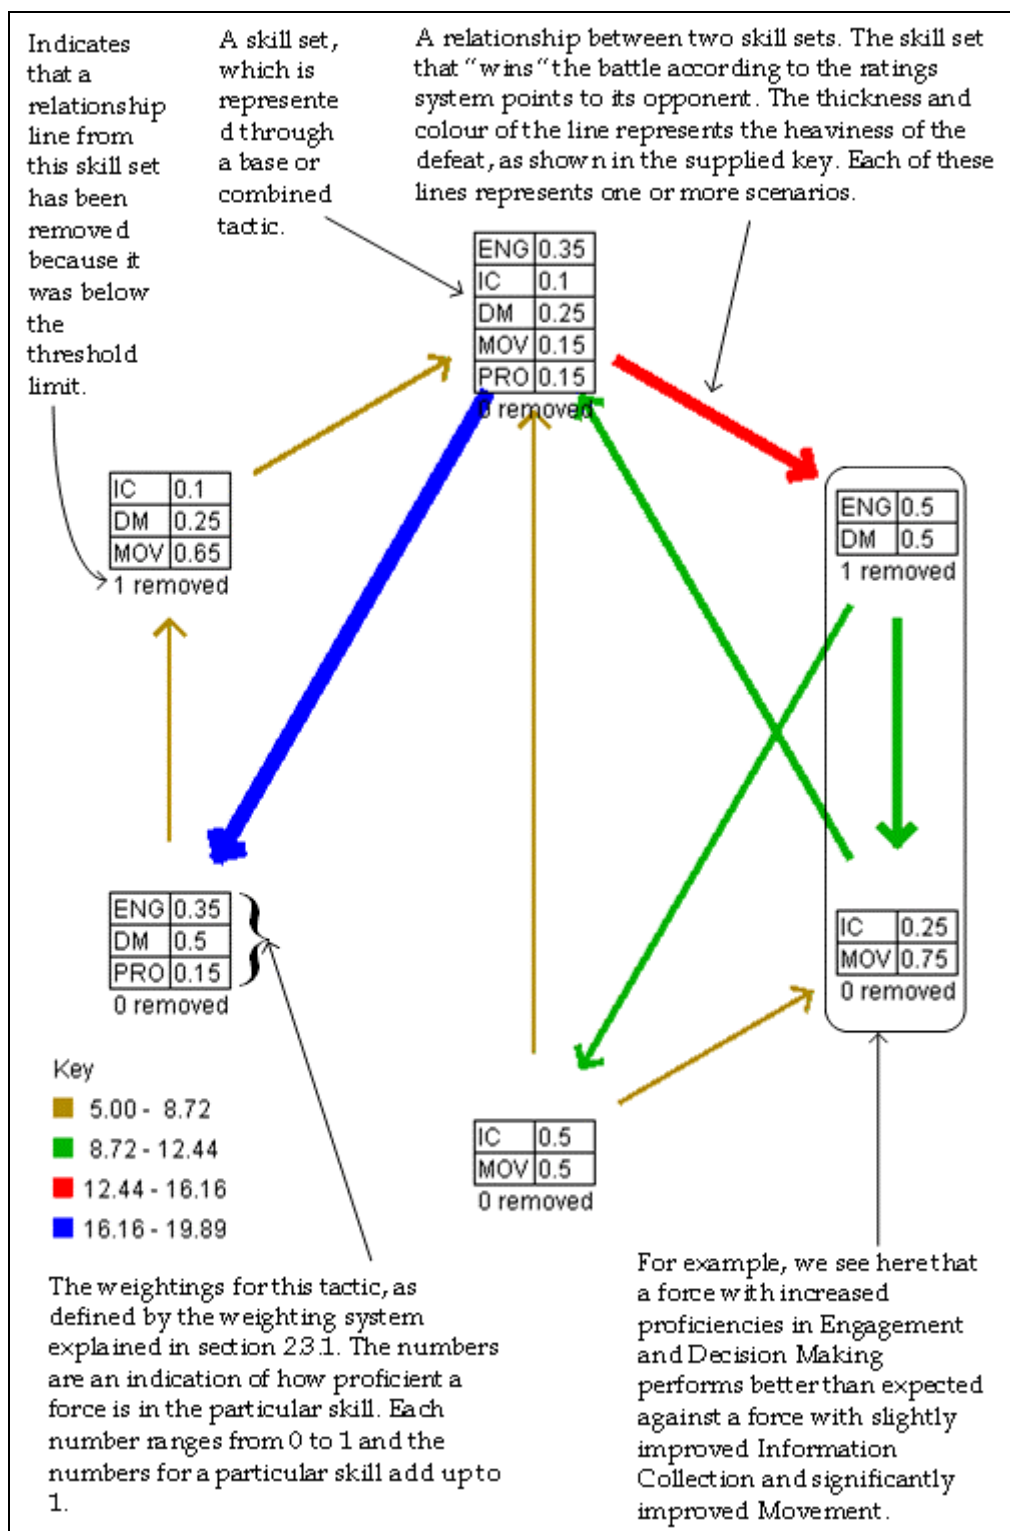 Indicates
that a
relationship
line from
this skill set
has been
removed
because it
was below
the
threshold
limit.
A skill set,
which is
represente
d through
a base or
combined
tactic.
A relationship between two skill sets. The skill set
that “wins“ the battle according to the ratings
system points to its opponent. The thickness and
colour of the line represents the heaviness of the
defeat, as shown in the supplied key. Each of these
lines represents one or more scenarios.
ENG 0.35
IC 0.1
DM 0.25
MOV 0.15
PRO 0.15
0 removed
IC 0.1
DM 0.25
MOV 0.65
1 removed
ENG 0.5
DM 0.5
1 removed
ENG 0.35
DM 0.5
PRO 0.15
0 removed
IC 0.25
MOV 0.75
0 removed
IC 0.5
MOV 0.5
0 removed
Key
5.00 - 8.72
8.72 - 12.44
12.44 - 16.16
16.16 - 19.89
The weightings for this tactic, as
defined by the weighting system
explained in section 2.3.1. The numbers
are an indication of how proficient a
force is in the particular skill. Each
number ranges from 0 to 1 and the
numbers for a particular skill add up to
1.
For example, we see here that
a force with increased
proficiencies in Engagement
and Decision Making
performs better than expected
against a force with slightly
improved Information
Collection and significantly
improved Movement.